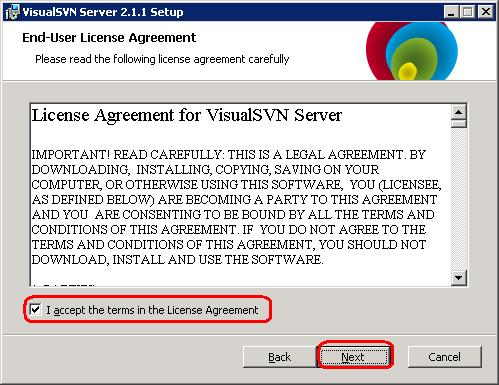 VisualSVN Server 2.1.1 Setup
End-User License Agreement
Please read the following license agreement carefully
License Agreement for VisualSVN Server
IMPORTANT! READ CAREFULLY: THIS IS A LEGAL AGREEMENT. BY
DOWNLOADING, INSTALLING, COPYING, SAVING ON YOUR
COMPUTER, OR OTHERWISE USING THIS SOFTWARE, YOU (LICENSEE,
AS DEFINED BELOW) ARE BECOMING A PARTY TO THIS AGREEMENT
AND YOU ARE CONSENTING TO BE BOUND BY ALL THE TERMS AND
CONDITIONS OF THIS AGREEMENT. IF YOU DO NOT AGREE TO THE
TERMS AND CONDITIONS OF THIS AGREEMENT, YOU SHOULD NOT
DOWNLOAD, INSTALL AND USE THE SOFTWARE.
I accept the terms in the License Agreement
Back Next Cancel